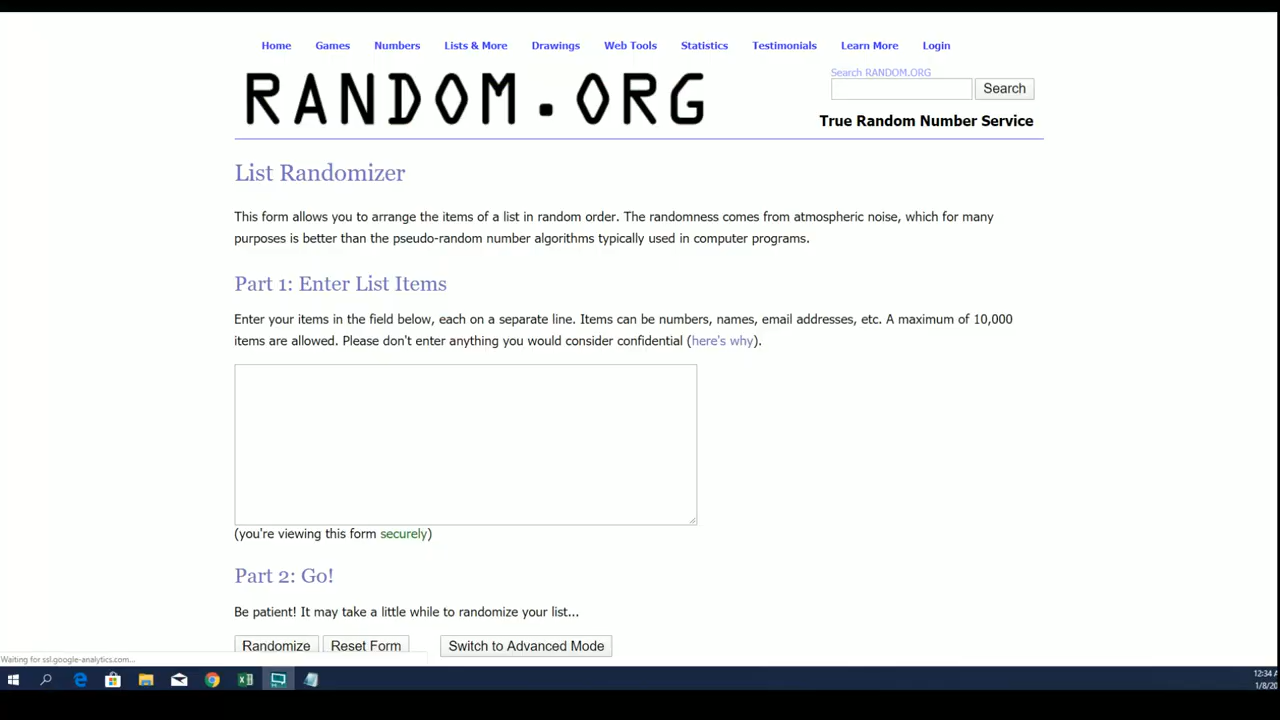 Home Games Numbers Lists & More Drawings Web Tools Statistics Testimonials Learn More Login
RANDOM.ORG
Search RANDOM.ORG
Search
True Random Number Service
List Randomizer
This form allows you to arrange the items of a list in random order. The randomness comes from atmospheric noise, which for many
purposes is better than the pseudo-random number algorithms typically used in computer programs.
Part 1: Enter List Items
Enter your items in the field below, each on a separate line. Items can be numbers, names, email addresses, etc. A maximum of 10,000
items are allowed. Please don't enter anything you would consider confidential (here's why).
(you're viewing this form securely)
Part 2: Go!
Be patient! It may take a little while to randomize your list...
Randomize Reset Form Switch to Advanced Mode
Waiting for ssl.google-analytics.com...
12:34
1/8/20